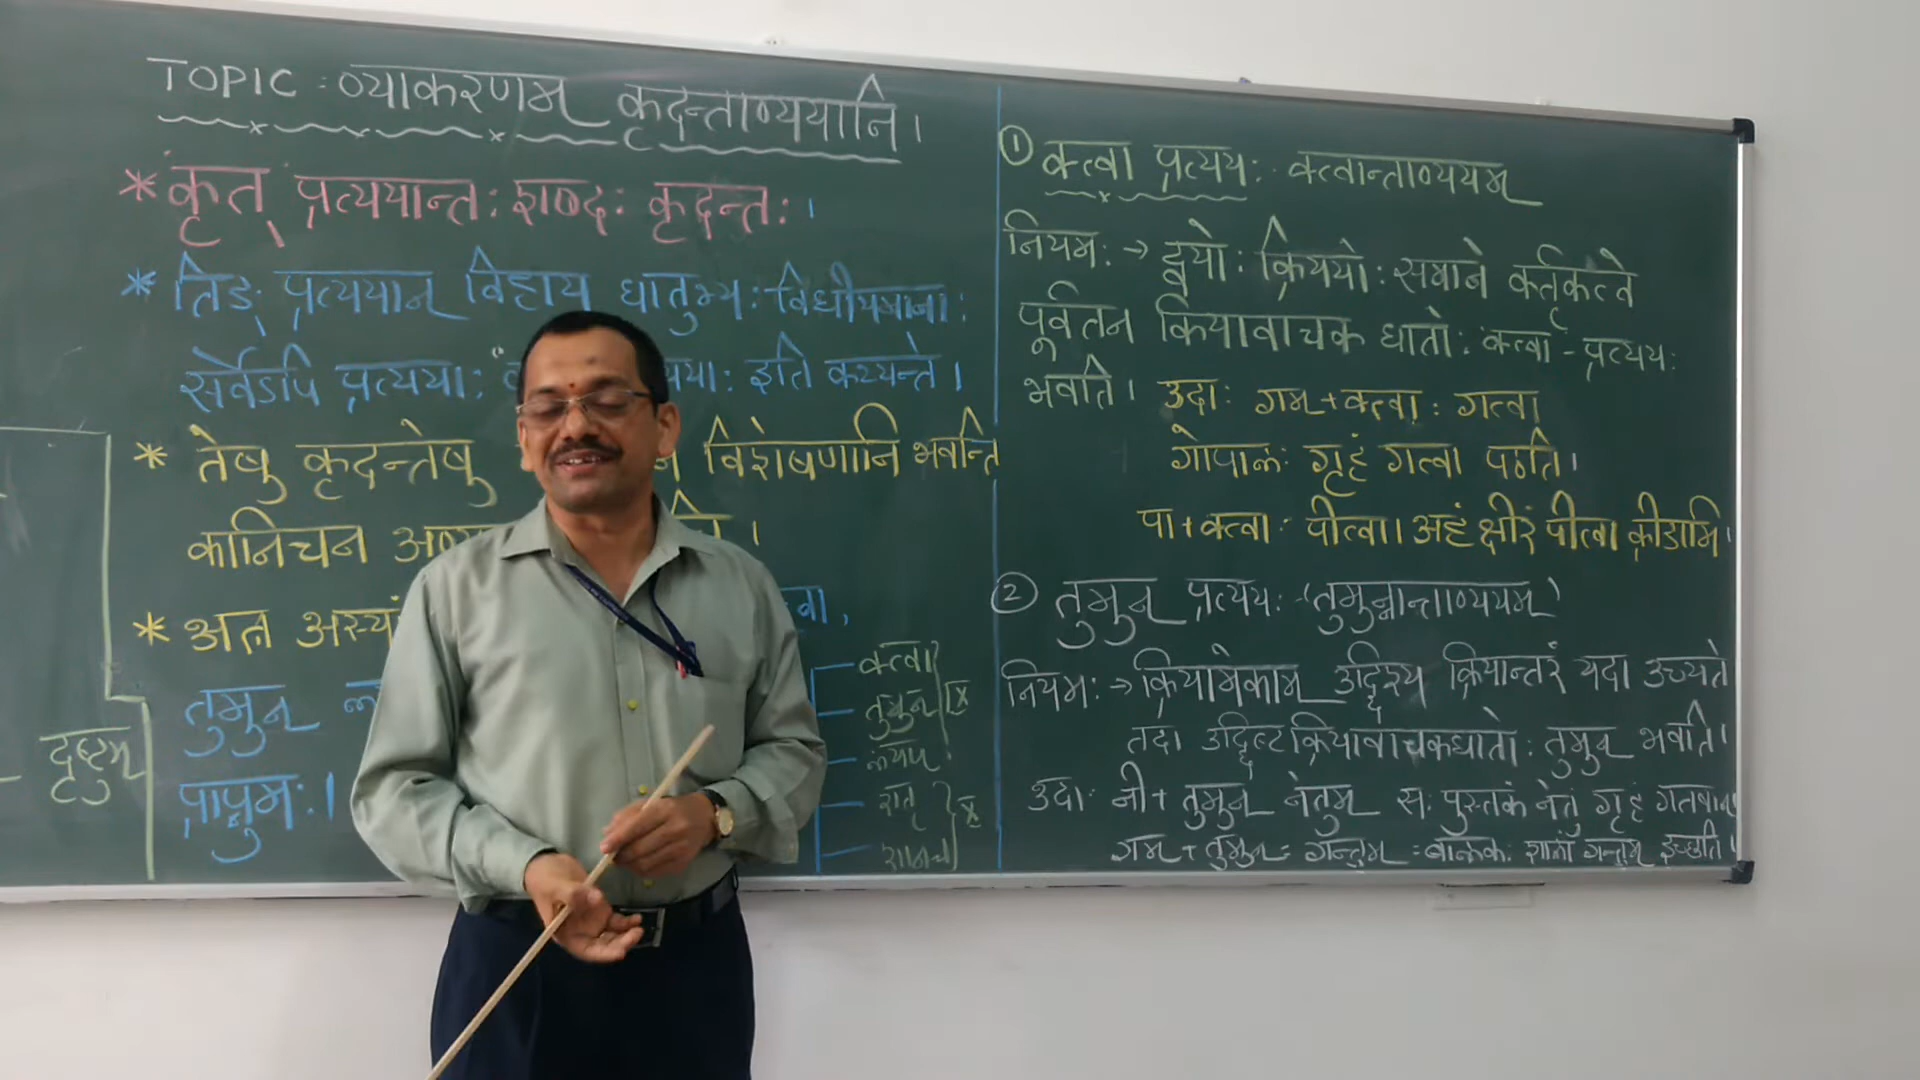 TOPIC : व्याकरणम् कृदन्ताव्ययानि ।
* कृत् प्रत्ययान्तः शब्दः कृदन्तः ।
* तिङ् प्रत्ययान् विहाय धातुभ्यः विधीयमानाः
सर्वेऽपि प्रत्ययाः इति कथ्यन्ते ।
* तेषु कृदन्तेषु विशेषणानि भवन्ति
कानिचन
* अत्र
तुमुन्
प्राप्नुमः ।
क्त्वा
तुमुन्
ल्यप्
शतृ
शानच्
दृष्टम्
① क्त्वा प्रत्ययः क्त्वान्ताव्ययम्
नियमः → द्वयोः क्रिययोः समाने कर्तृकत्वे
पूर्वतन क्रियावाचक धातोः क्त्वा - प्रत्ययः
भवति । उदाः गम् + क्त्वा : गत्वा
गोपालः गृहं गत्वा पठति ।
पा + क्त्वा : पीत्वा । अहं क्षीरं पीत्वा क्रीडामि ।
② तुमुन् प्रत्ययः - (तुमुन्नान्ताव्ययम्)
नियमः → क्रियामेकाम् उद्दिश्य क्रियान्तरं यदा उच्यते
तदा उद्दिष्टक्रियावाचकधातोः तुमुन् भवति ।
उदाः नी + तुमुन् नेतुम् सः पुस्तकं नेतुं गृहं गतवान्
गम् + तुमुन् = गन्तुम् = बालकः शालां गन्तुम् इच्छति ।